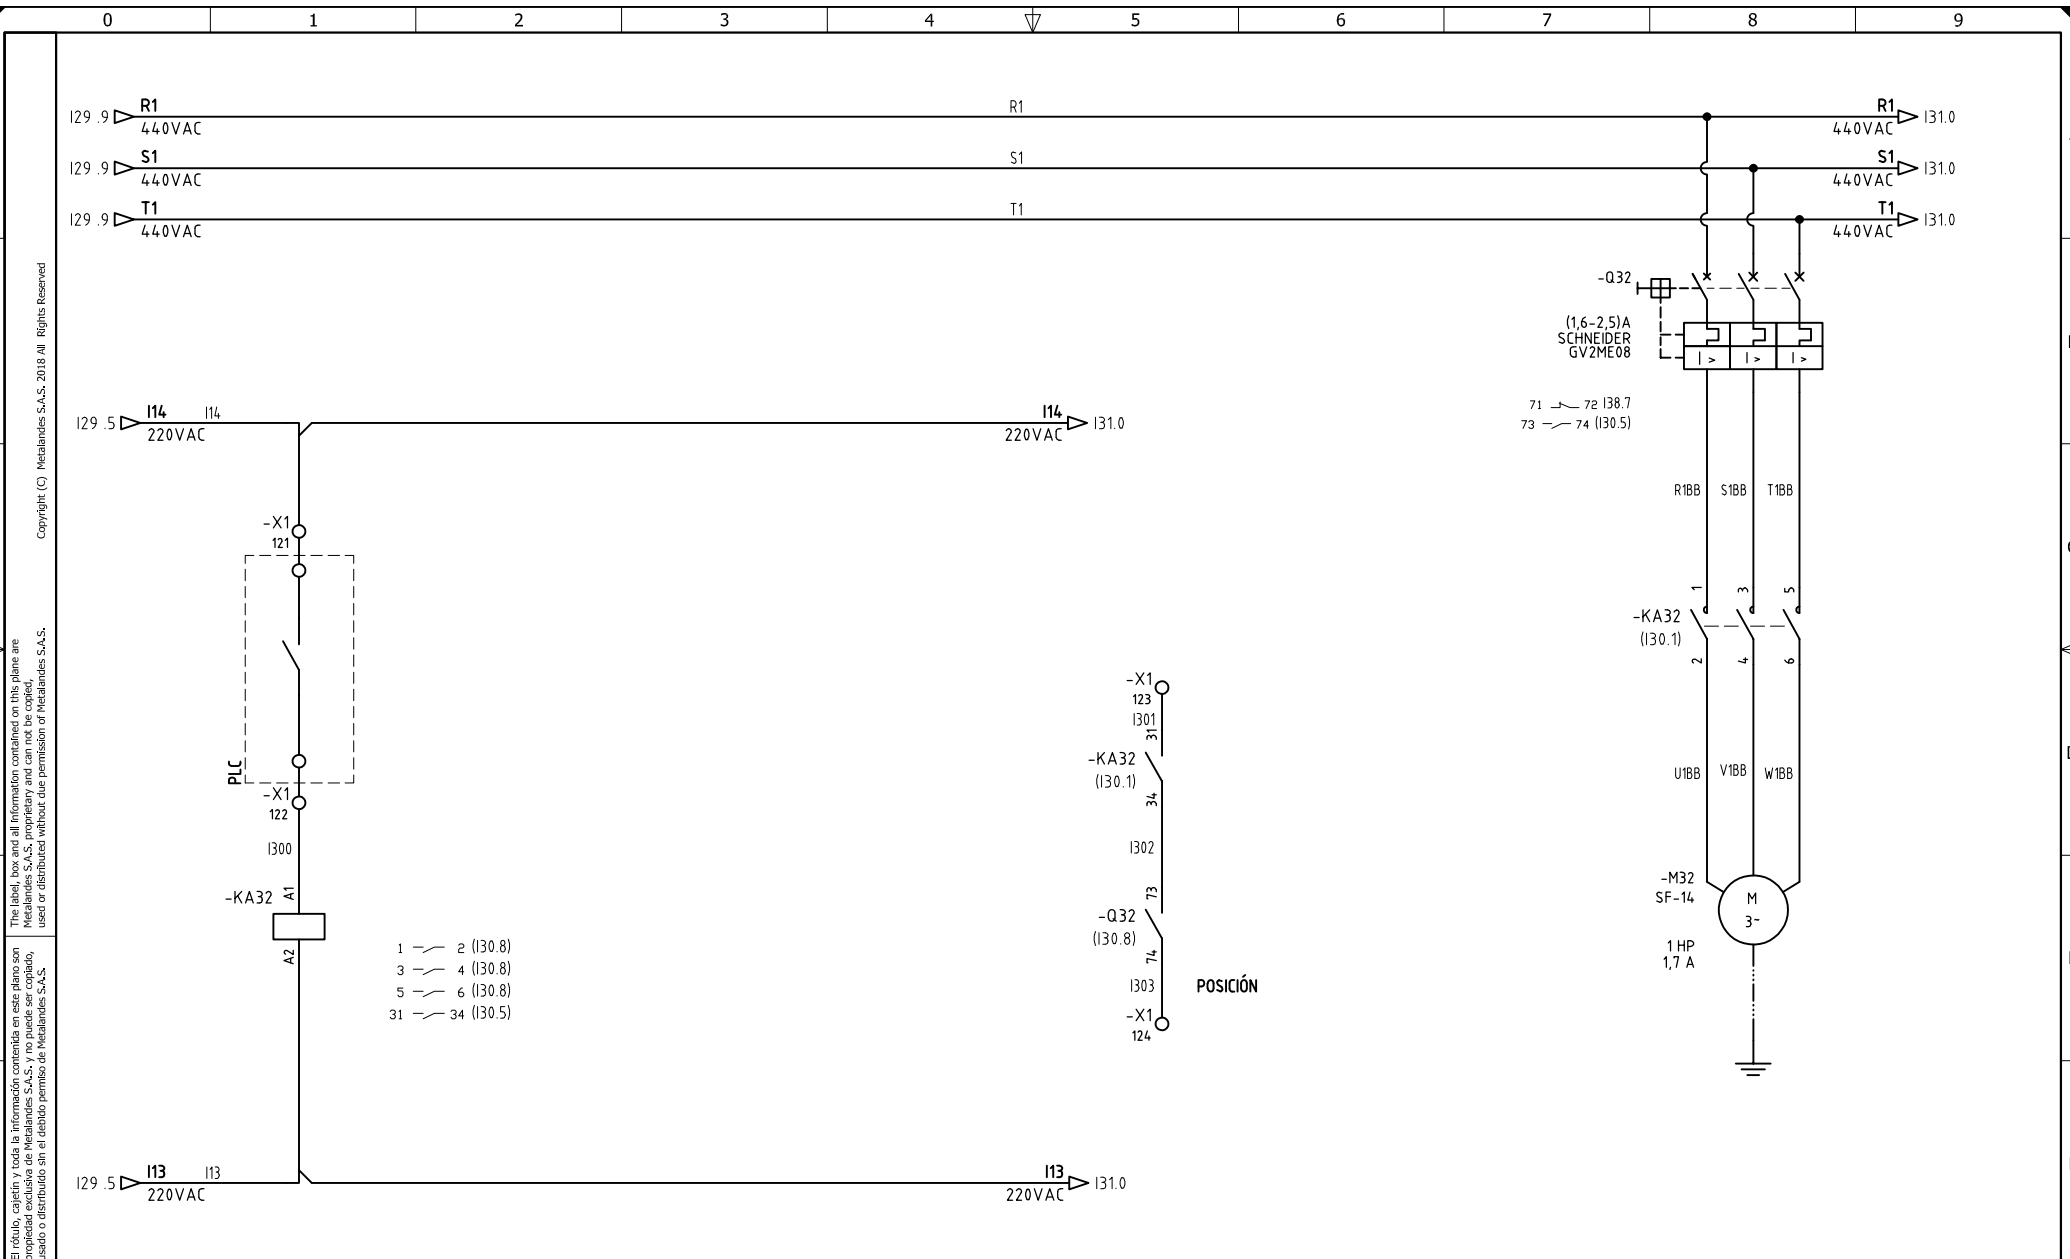 0 1 2 3 4 5 6 7 8 9
I29 .9 R1 R1 R1 I31.0
440VAC 440VAC
I29 .9 S1 S1 S1 I31.0
440VAC 440VAC
I29 .9 T1 T1 T1 I31.0
440VAC 440VAC
-Q32
(1,6-2,5)A
SCHNEIDER
GV2ME08
I > I > I >
71 72 I38.7
73 74 (I30.5)
I29 .5 I14 I14 I14 I31.0
220VAC 220VAC
R1BB S1BB T1BB
-X1
121
PLC
-X1
122
I300
A1
-KA32
A2
1 2 (I30.8)
3 4 (I30.8)
5 6 (I30.8)
31 34 (I30.5)
-X1
123
I301
31
-KA32
(I30.1)
34
I302
73
-Q32
(I30.8)
74
I303
POSICIÓN
-X1
124
1 3 5
-KA32
(I30.1)
2 4 6
U1BB V1BB W1BB
-M32
SF-14
M
3~
1 HP
1,7 A
I29 .5 I13 I13 I13 I31.0
220VAC 220VAC
Copyright (C) Metalandes S.A.S. 2018 All Rights Reserved
The label, box and all information contained on this plane are
Metalandes S.A.S. proprietary and can not be copied,
used or distributed without due permission of Metalandes S.A.S.
El rótulo, cajetín y toda la información contenida en este plano son
propiedad exclusiva de Metalandes S.A.S. y no puede ser copiado,
usado o distribuido sin el debido permiso de Metalandes S.A.S.